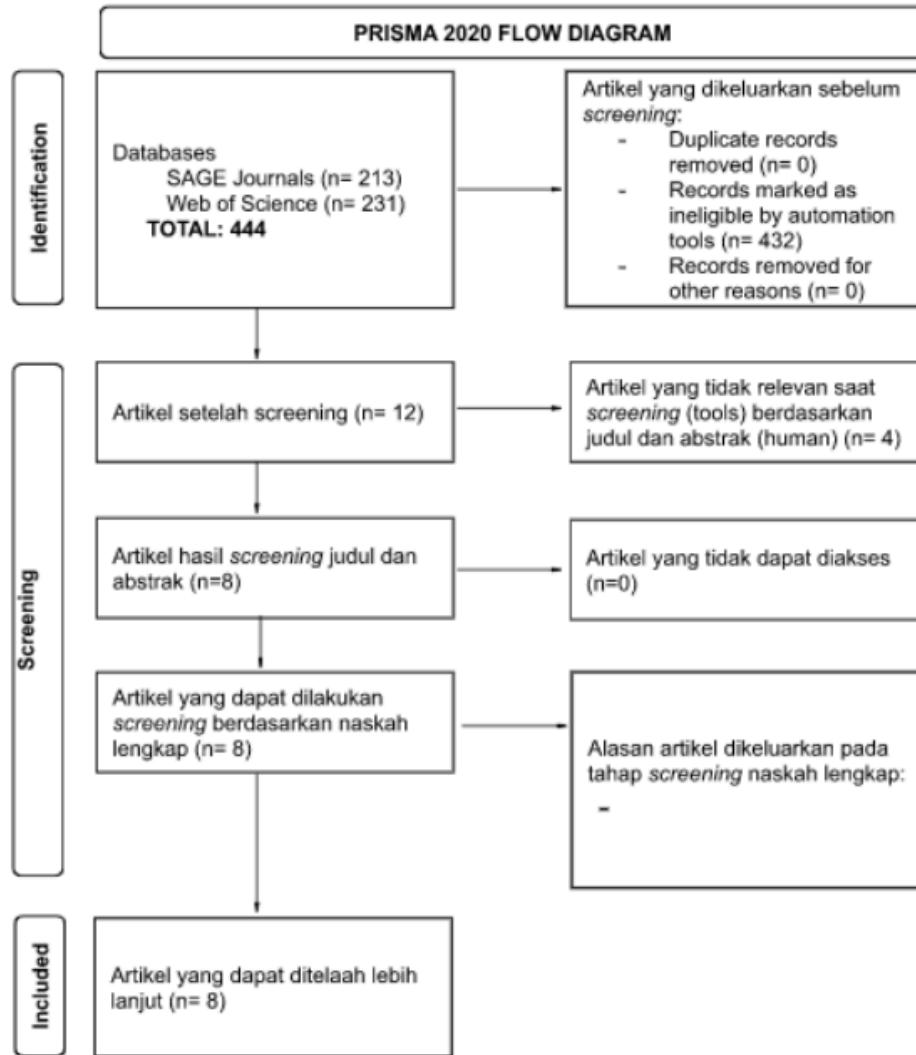 PRISMA 2020 FLOW DIAGRAM
Identification
Databases
SAGE Journals (n= 213)
Web of Science (n= 231)
TOTAL: 444
Artikel yang dikeluarkan sebelum
screening:
- Duplicate records
removed (n= 0)
- Records marked as
ineligible by automation
tools (n= 432)
- Records removed for
other reasons (n= 0)
Screening
Artikel setelah screening (n= 12)
Artikel yang tidak relevan saat
screening (tools) berdasarkan
judul dan abstrak (human) (n= 4)
Artikel hasil screening judul dan
abstrak (n=8)
Artikel yang tidak dapat diakses
(n=0)
Artikel yang dapat dilakukan
screening berdasarkan naskah
lengkap (n= 8)
Alasan artikel dikeluarkan pada
tahap screening naskah lengkap:
-
Included
Artikel yang dapat ditelaah lebih
lanjut (n= 8)